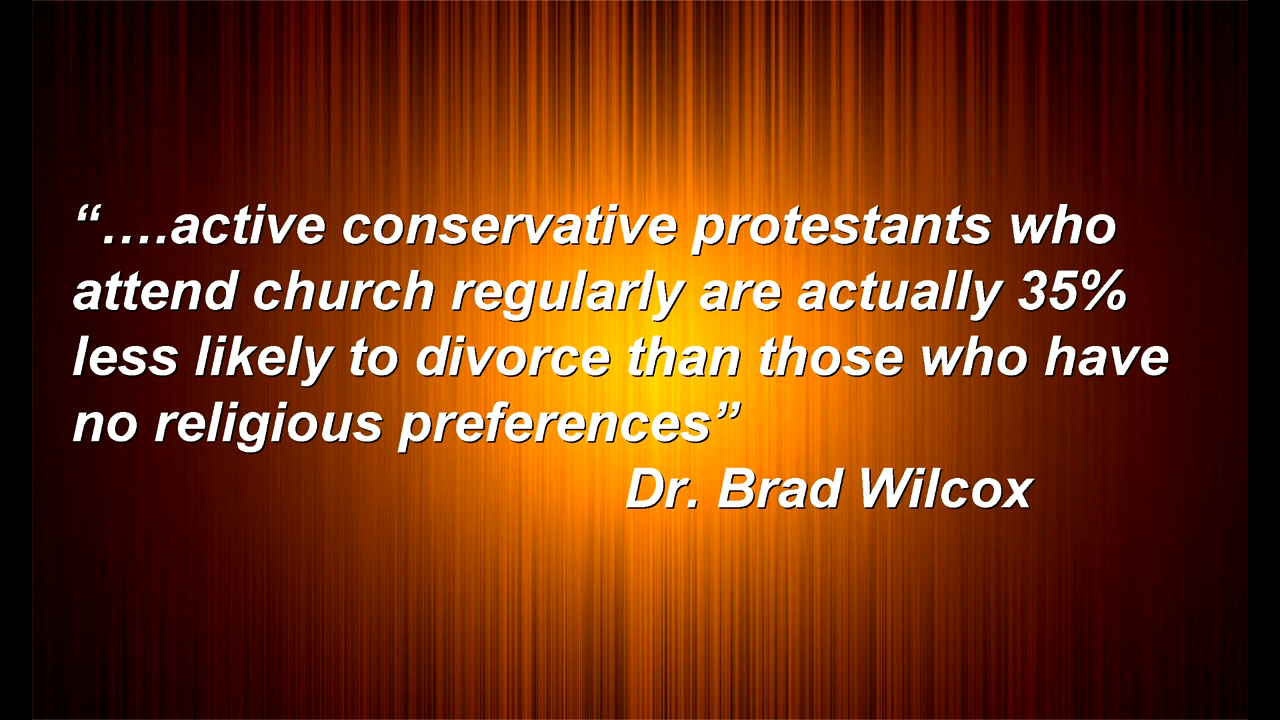 “….active conservative protestants who
attend church regularly are actually 35%
less likely to divorce than those who have
no religious preferences”
Dr. Brad Wilcox